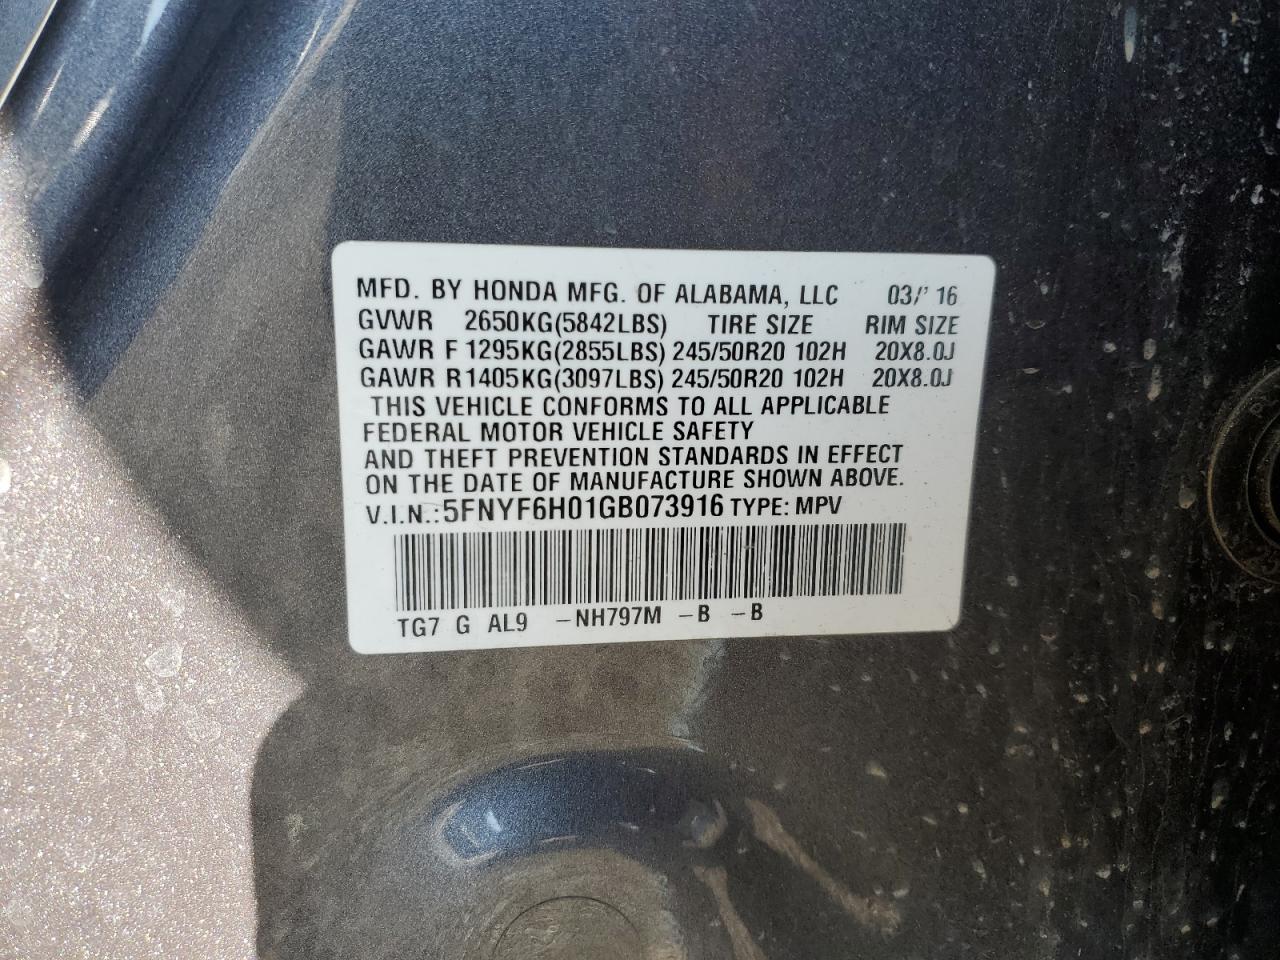 MFD. BY HONDA MFG. OF ALABAMA, LLC 03/' 16
GVWR 2650KG(5842LBS) TIRE SIZE RIM SIZE
GAWR F 1295KG(2855LBS) 245/50R20 102H 20X8.0J
GAWR R1405KG(3097LBS) 245/50R20 102H 20X8.0J
THIS VEHICLE CONFORMS TO ALL APPLICABLE
FEDERAL MOTOR VEHICLE SAFETY
AND THEFT PREVENTION STANDARDS IN EFFECT
ON THE DATE OF MANUFACTURE SHOWN ABOVE.
V.I.N.:5FNYF6H01GB073916 TYPE: MPV
TG7 G AL9 -NH797M -B -B